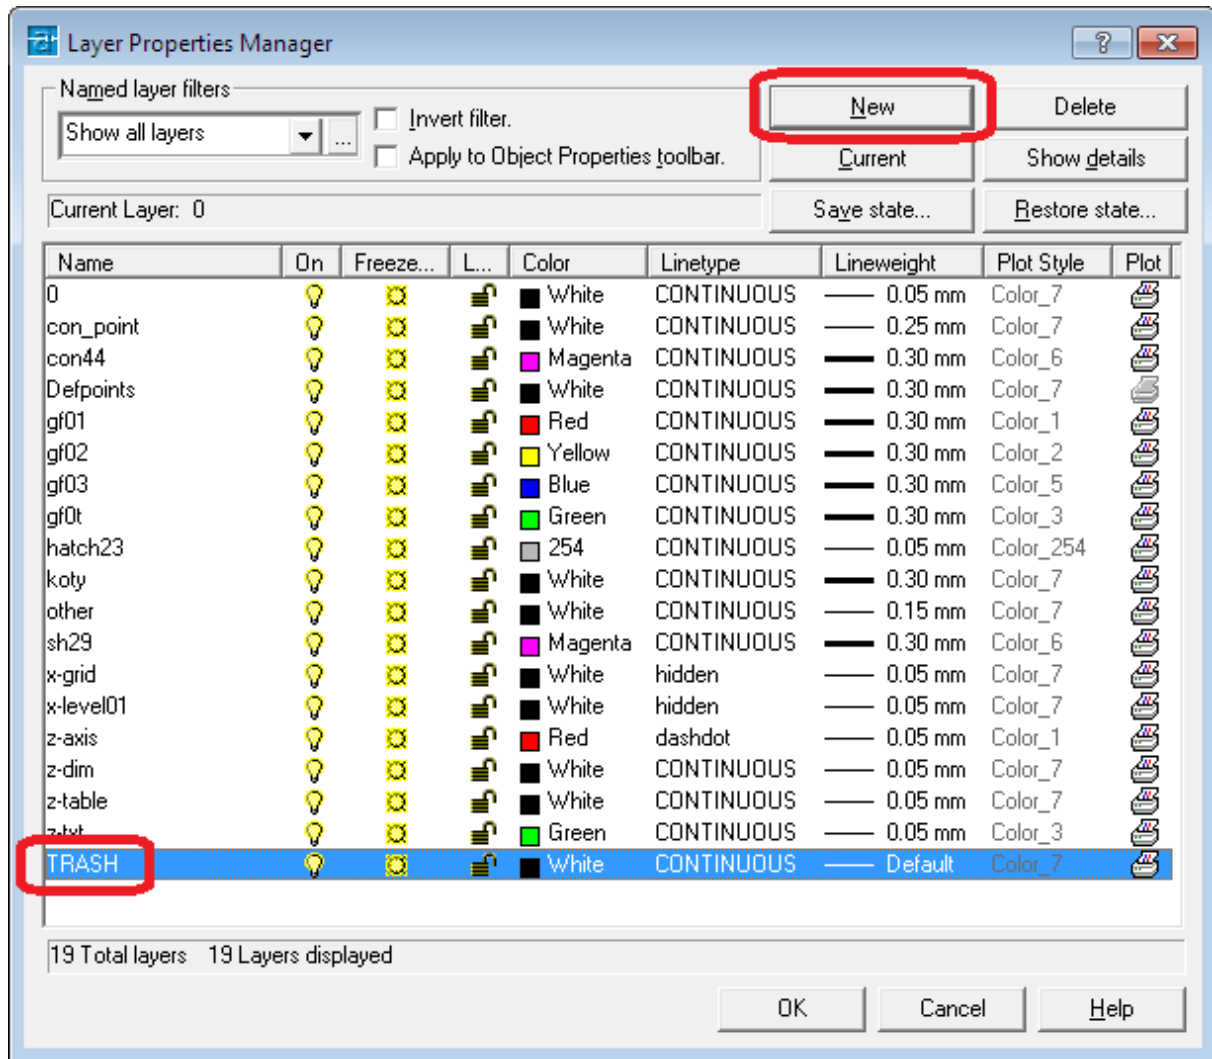 Layer Properties Manager
Named layer filters
Show all layers
...
Invert filter.
Apply to Object Properties toolbar.
New
Delete
Current
Show details
Current Layer: 0
Save state...
Restore state...
Name On Freeze... L... Color Linetype Lineweight Plot Style Plot
0 White CONTINUOUS 0.05 mm Color_7
con_point White CONTINUOUS 0.25 mm Color_7
con44 Magenta CONTINUOUS 0.30 mm Color_6
Defpoints White CONTINUOUS 0.30 mm Color_7
gf01 Red CONTINUOUS 0.30 mm Color_1
gf02 Yellow CONTINUOUS 0.30 mm Color_2
gf03 Blue CONTINUOUS 0.30 mm Color_5
gf0t Green CONTINUOUS 0.30 mm Color_3
hatch23 254 CONTINUOUS 0.05 mm Color_254
koty White CONTINUOUS 0.30 mm Color_7
other White CONTINUOUS 0.15 mm Color_7
sh29 Magenta CONTINUOUS 0.30 mm Color_6
x-grid White hidden 0.05 mm Color_7
x-level01 White hidden 0.05 mm Color_7
z-axis Red dashdot 0.05 mm Color_1
z-dim White CONTINUOUS 0.05 mm Color_7
z-table White CONTINUOUS 0.05 mm Color_7
z-txt Green CONTINUOUS 0.05 mm Color_3
TRASH White CONTINUOUS Default Color_7
19 Total layers 19 Layers displayed
OK Cancel Help